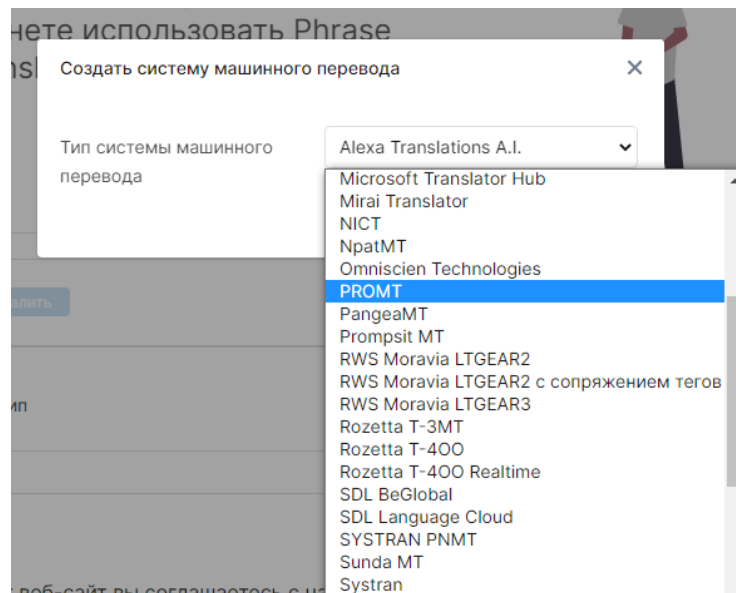 нете использовать Phrase
Создать систему машинного перевода
Тип системы машинного
перевода
Alexa Translations A.I.
Microsoft Translator Hub
Mirai Translator
NICT
NpatMT
Omniscien Technologies
PROMT
PangeaMT
Prompsit MT
RWS Moravia LTGEAR2
RWS Moravia LTGEAR2 с сопряжением тегов
RWS Moravia LTGEAR3
Rozetta T-3MT
Rozetta T-4OO
Rozetta T-4OO Realtime
SDL BeGlobal
SDL Language Cloud
SYSTRAN PNMT
Sunda MT
Systran
алить
ип
веб-сайт вы соглашаетесь с на